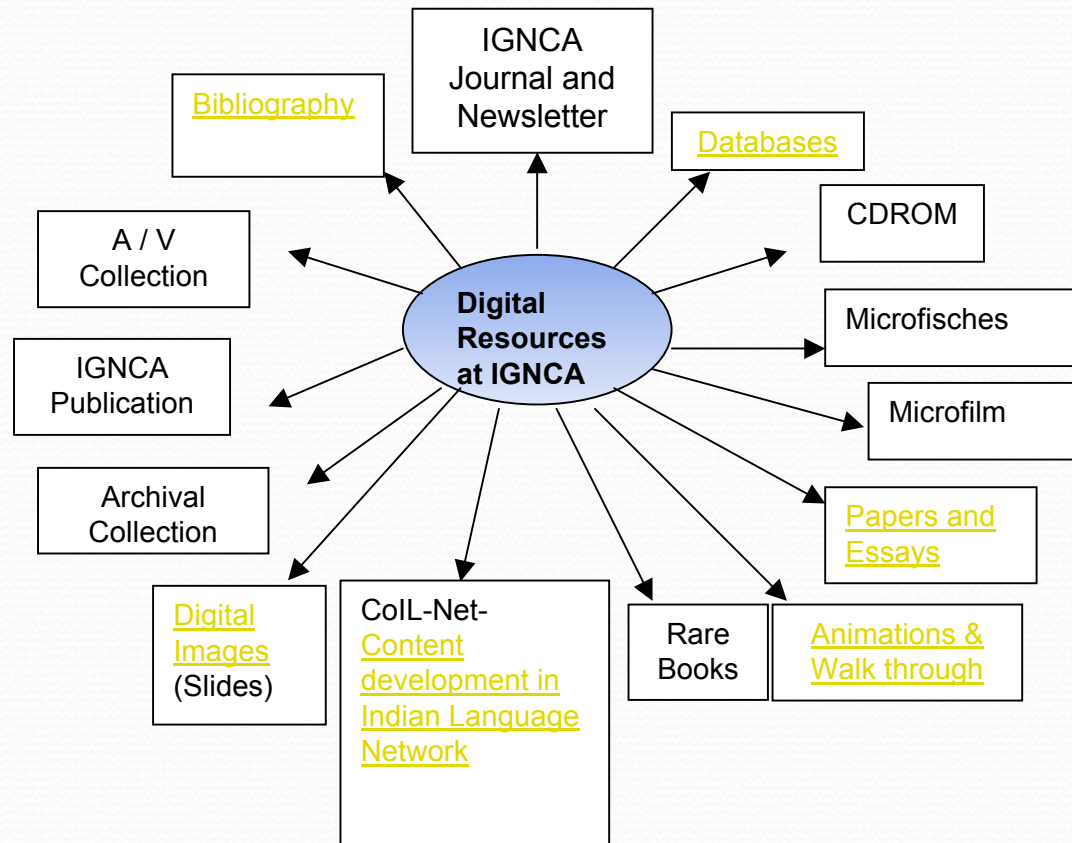 IGNCA
Journal and
Newsletter
Bibliography
Databases
CDROM
A / V
Collection
Digital
Resources
at IGNCA
Microfisches
IGNCA
Publication
Microfilm
Archival
Collection
Papers and
Essays
Digital
Images
(Slides)
CoIL-Net-
Content
development in
Indian Language
Network
Rare
Books
Animations &
Walk through